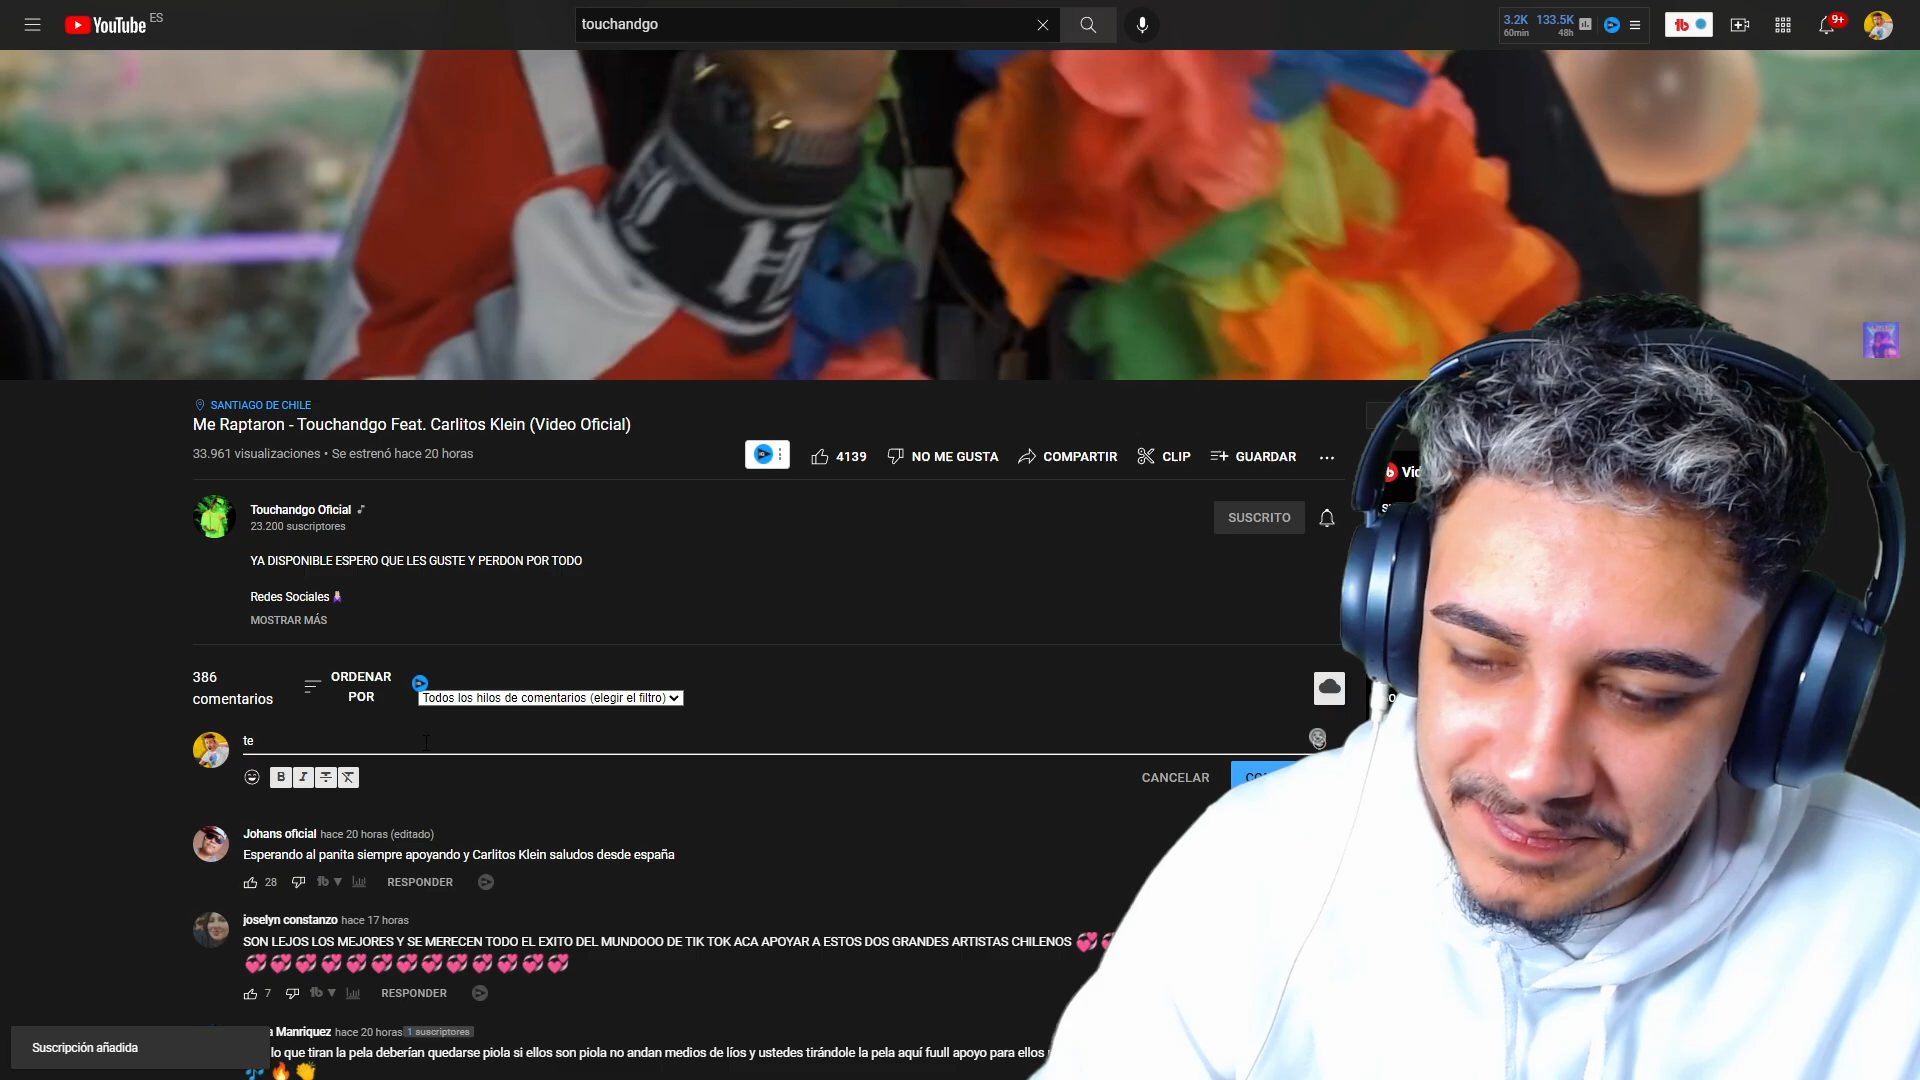 YouTube ES
touchandgo
3.2K 133.5K
60min 48h
9+
SANTIAGO DE CHILE
Me Raptaron - Touchandgo Feat. Carlitos Klein (Video Oficial)
33.961 visualizaciones • Se estrenó hace 20 horas
4139 NO ME GUSTA COMPARTIR CLIP GUARDAR
Touchandgo Oficial
23.200 suscriptores
SUSCRITO
YA DISPONIBLE ESPERO QUE LES GUSTE Y PERDON POR TODO
Redes Sociales
MOSTRAR MÁS
386 comentarios
ORDENAR POR
Todos los hilos de comentarios (elegir el filtro)
te
B I
CANCELAR
Johans oficial hace 20 horas (editado)
Esperando al panita siempre apoyando y Carlitos Klein saludos desde españa
28 RESPONDER
joselyn constanzo hace 17 horas
SON LEJOS LOS MEJORES Y SE MERECEN TODO EL EXITO DEL MUNDOOO DE TIK TOK ACA APOYAR A ESTOS DOS GRANDES ARTISTAS CHILENOS 💞
💞💞💞💞💞💞💞💞💞💞💞💞💞
7 RESPONDER
Manriquez hace 20 horas 1 suscriptores
lo que tiran la pela deberían quedarse piola si ellos son piola no andan medios de líos y ustedes tirándole la pela aquí fuull apoyo para ellos
🎶🔥👏
Suscripción añadida